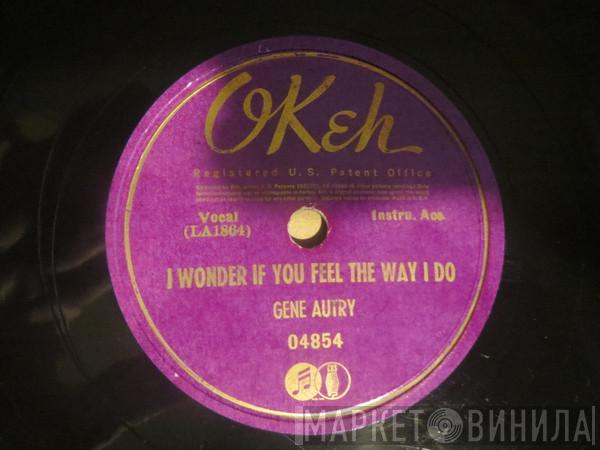 OKeh
Registered U.S. Patent Office
Vocal
(LA1864)
Instru. Acc.
I WONDER IF YOU FEEL THE WAY I DO
GENE AUTRY
04854
МАРКЕТ ВИНИЛА